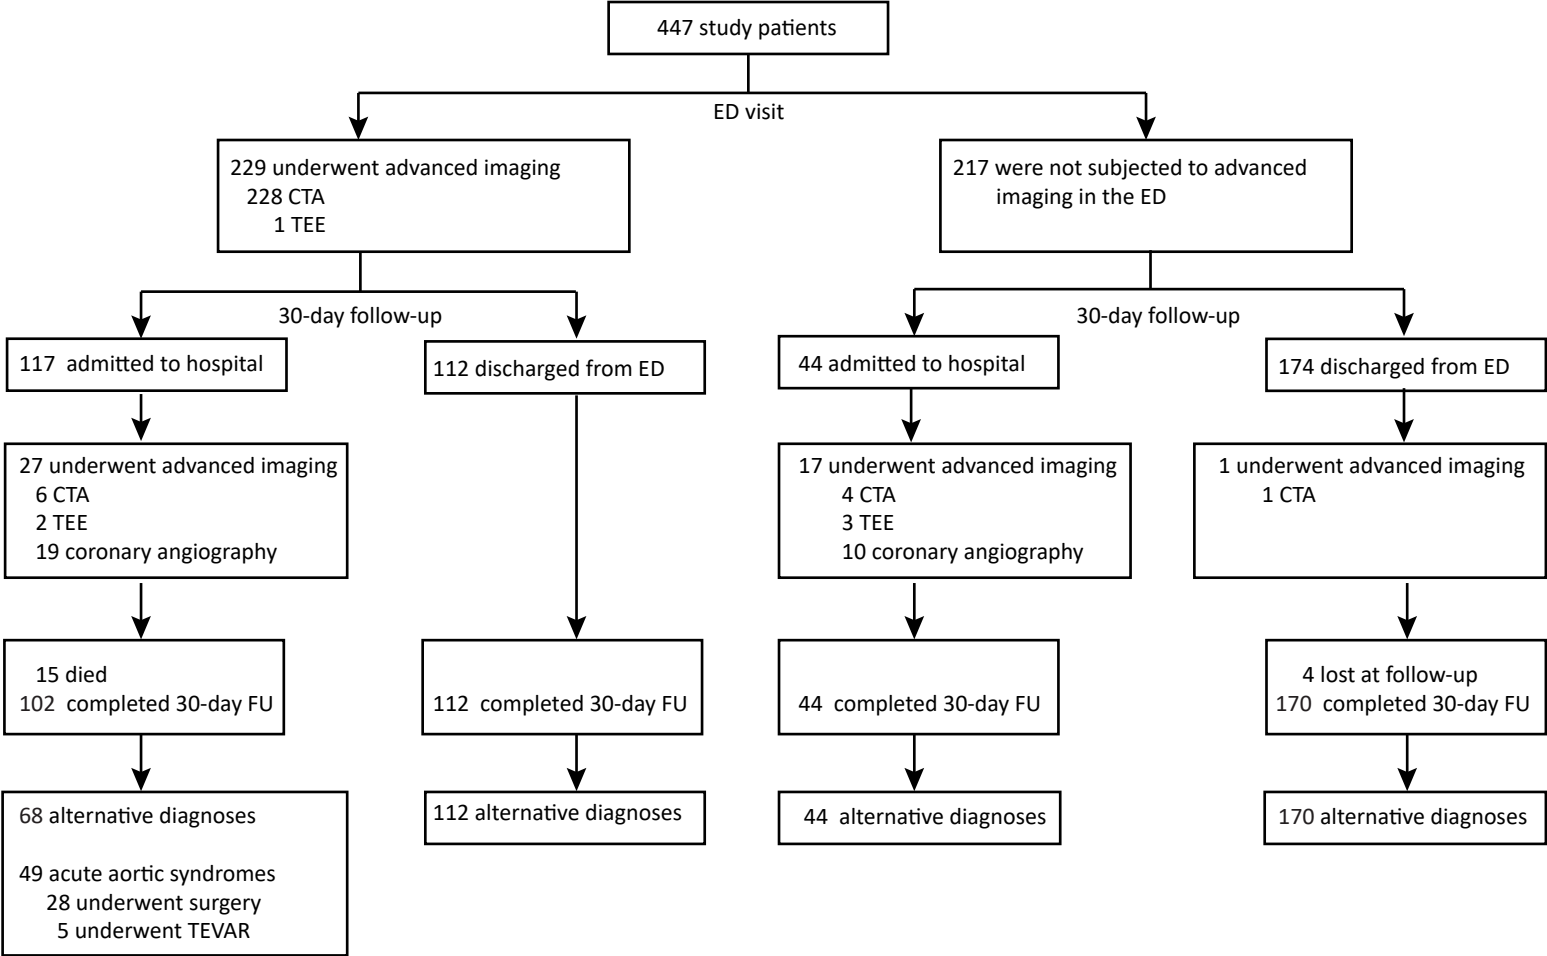 447 study patients
ED visit
229 underwent advanced imaging
228 CTA
1 TEE
217 were not subjected to advanced
imaging in the ED
30-day follow-up
30-day follow-up
117 admitted to hospital
112 discharged from ED
44 admitted to hospital
174 discharged from ED
27 underwent advanced imaging
6 CTA
2 TEE
19 coronary angiography
17 underwent advanced imaging
4 CTA
3 TEE
10 coronary angiography
1 underwent advanced imaging
1 CTA
15 died
102 completed 30-day FU
112 completed 30-day FU
44 completed 30-day FU
4 lost at follow-up
170 completed 30-day FU
68 alternative diagnoses
49 acute aortic syndromes
28 underwent surgery
5 underwent TEVAR
112 alternative diagnoses
44 alternative diagnoses
170 alternative diagnoses